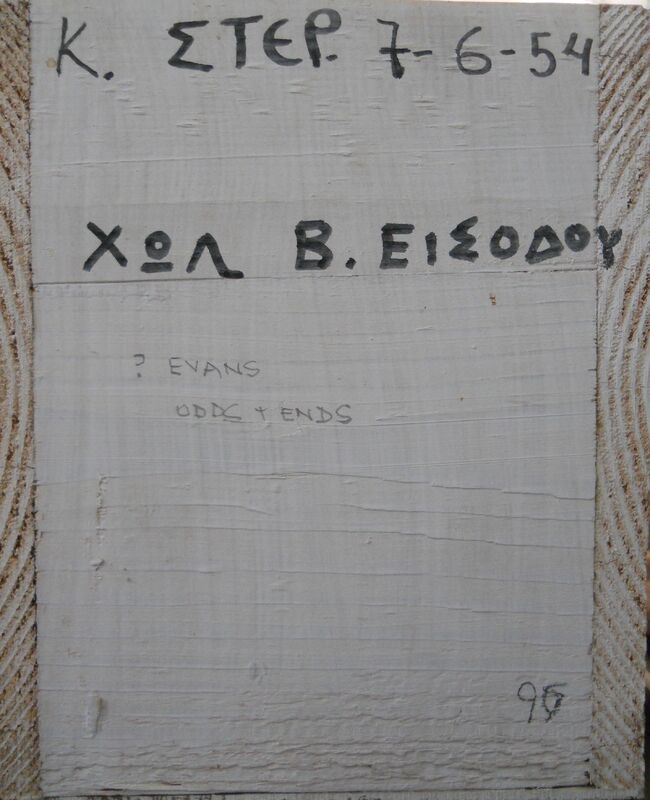 Κ. ΣΤΕΡ. 7-6-54
ΧΩΛ Β. ΕΙΣΟΔΟΥ
? EVANS
ODDS + ENDS
95